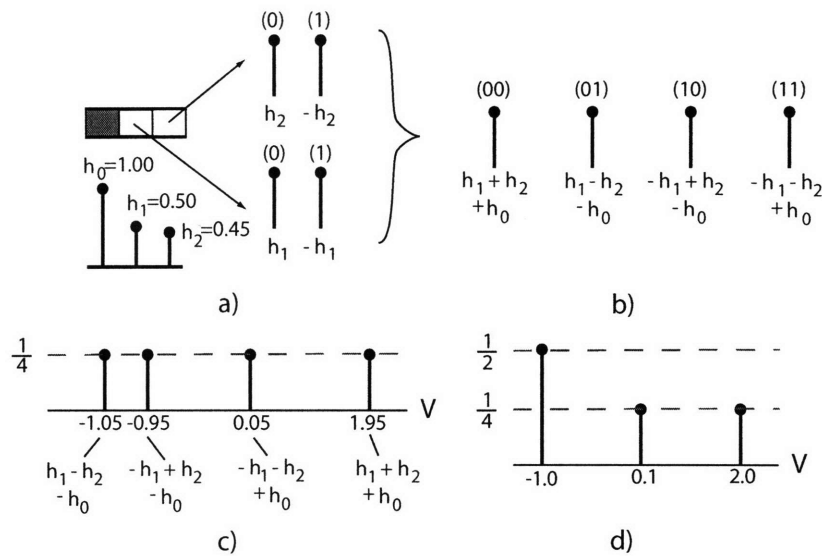 (0) (1)
h2 -h2
h0=1.00
h1=0.50
h2=0.45
(0) (1)
h1 -h1
a)
(00) (01) (10) (11)
h1 + h2 h1 - h2 - h1 + h2 - h1 - h2
+ h0 - h0 - h0 + h0
b)
1/4
-1.05 -0.95 0.05 1.95 V
h1 - h2 - h1 + h2 - h1 - h2 h1 + h2
- h0 - h0 + h0 + h0
c)
1/2
1/4
-1.0 0.1 2.0 V
d)